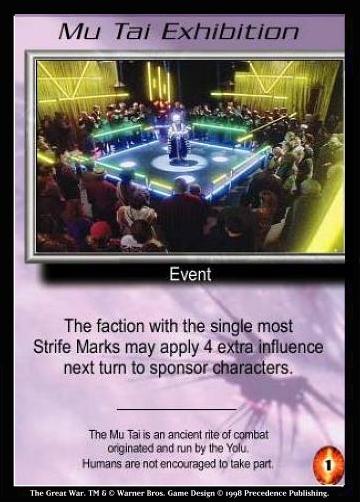 Mu Tai Exhibition
Event
The faction with the single most
Strife Marks may apply 4 extra influence
next turn to sponsor characters.
The Mu Tai is an ancient rite of combat
originated and run by the Yolu.
Humans are not encouraged to take part.
1
The Great War. TM & © Warner Bros. Game Design © 1998 Precedence Publishing.